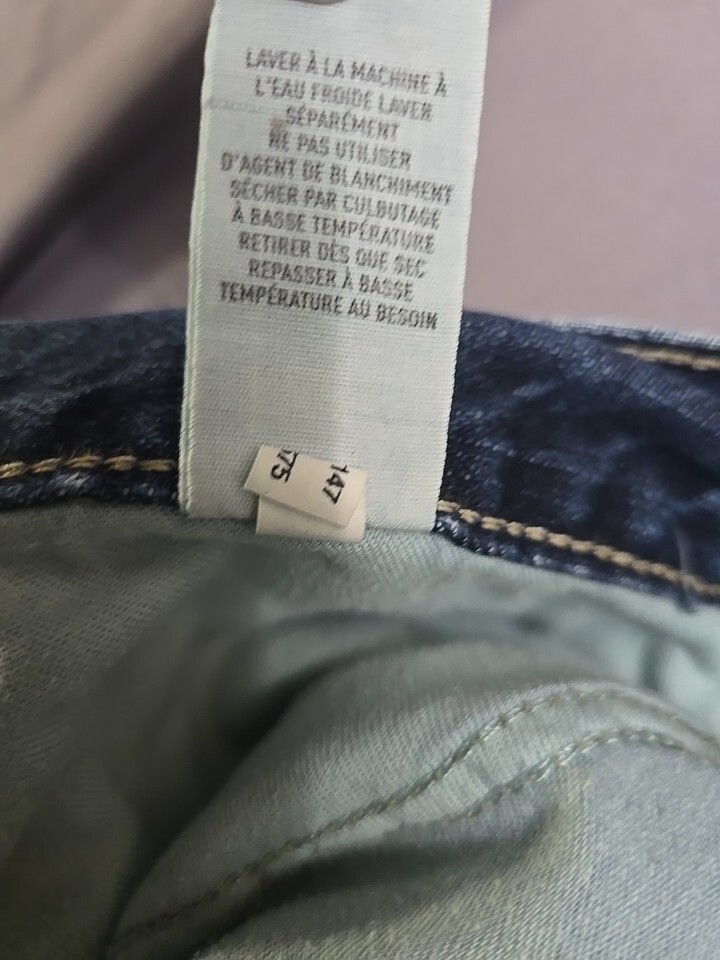 LAVER À LA MACHINE À
L'EAU FROIDE LAVER
SÉPARÉMENT
NE PAS UTILISER
D'AGENT DE BLANCHIMENT
SÉCHER PAR CULBUTAGE
À BASSE TEMPÉRATURE
RETIRER DÈS QUE SEC
REPASSER À BASSE
TEMPÉRATURE AU BESOIN
147